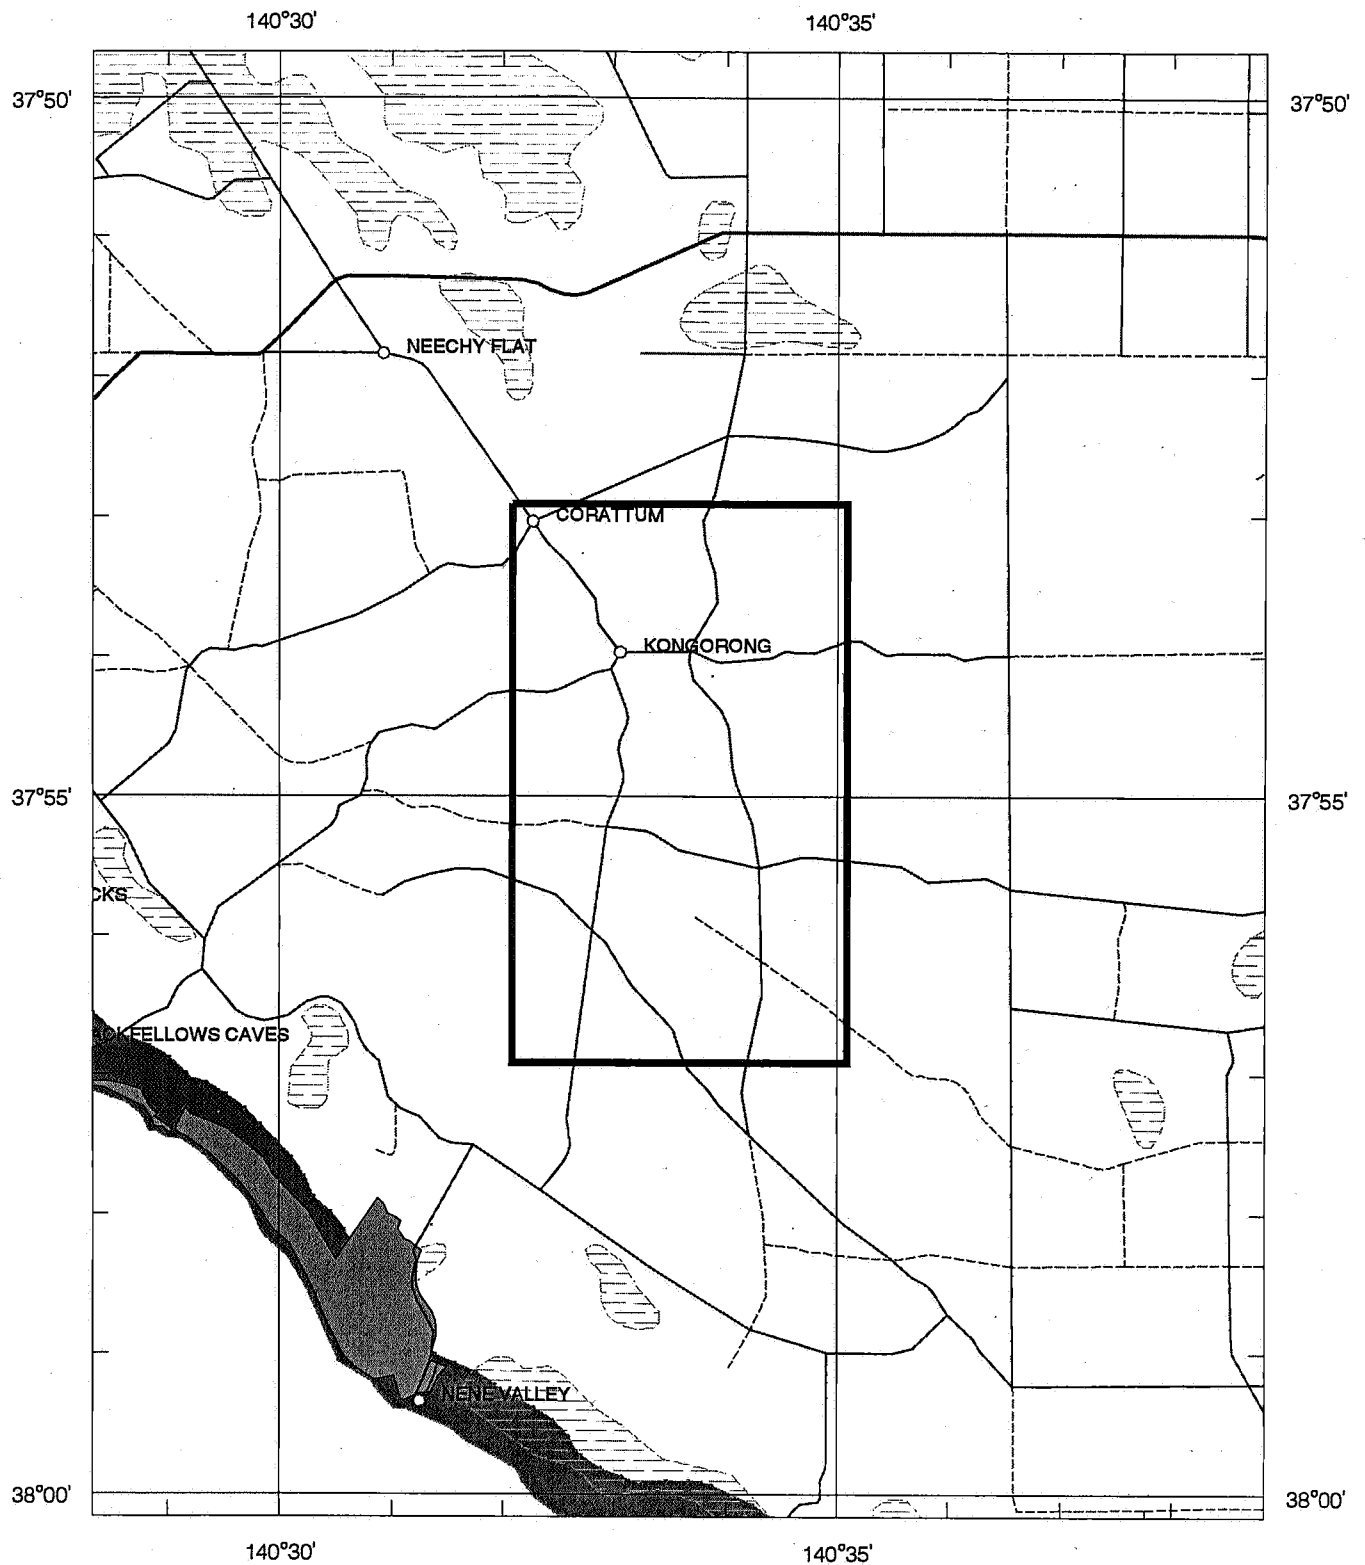 140°30' 140°35'
37°50' 37°50'
NEECHY FLAT
CORATTUM
KONGORONG
37°55' 37°55'
CKS
ACKFELLOWS CAVES
NENE VALLEY
38°00' 38°00'
140°30' 140°35'